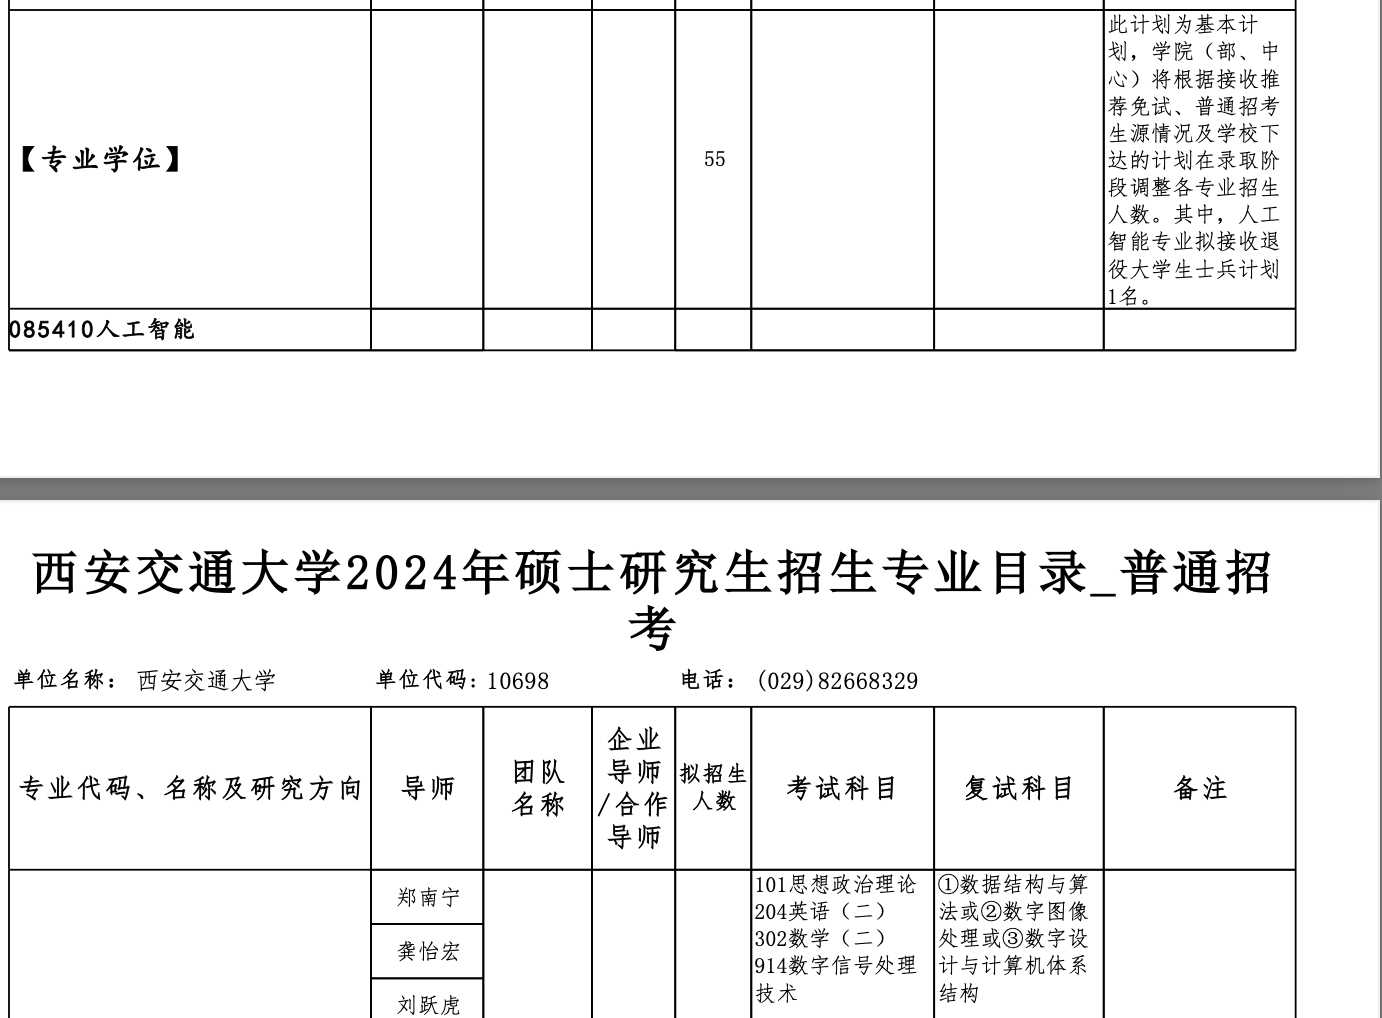 此计划为基本计
划，学院（部、中
心）将根据接收推
荐免试、普通招考
生源情况及学校下
达的计划在录取阶
段调整各专业招生
人数。其中，人工
智能专业拟接收退
役大学生士兵计划
1名。
【专业学位】
55
085410人工智能
西安交通大学2024年硕士研究生招生专业目录_普通招
考
单位名称： 西安交通大学 单位代码：10698 电话：(029)82668329
专业代码、名称及研究方向
导师
团队
名称
企业
导师
/合作
导师
拟招生
人数
考试科目
复试科目
备注
郑南宁
龚怡宏
刘跃虎
101思想政治理论
204英语（二）
302数学（二）
914数字信号处理
技术
①数据结构与算
法或②数字图像
处理或③数字设
计与计算机体系
结构